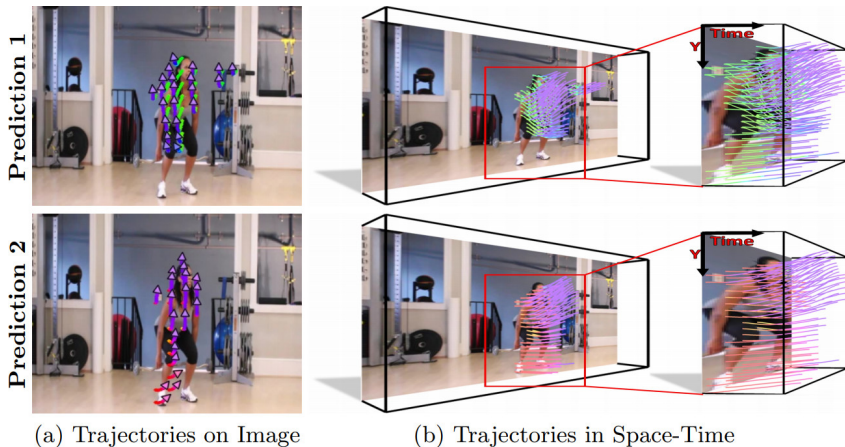 Prediction 1
Time
Y
Prediction 2
Time
Y
(a) Trajectories on Image
(b) Trajectories in Space-Time